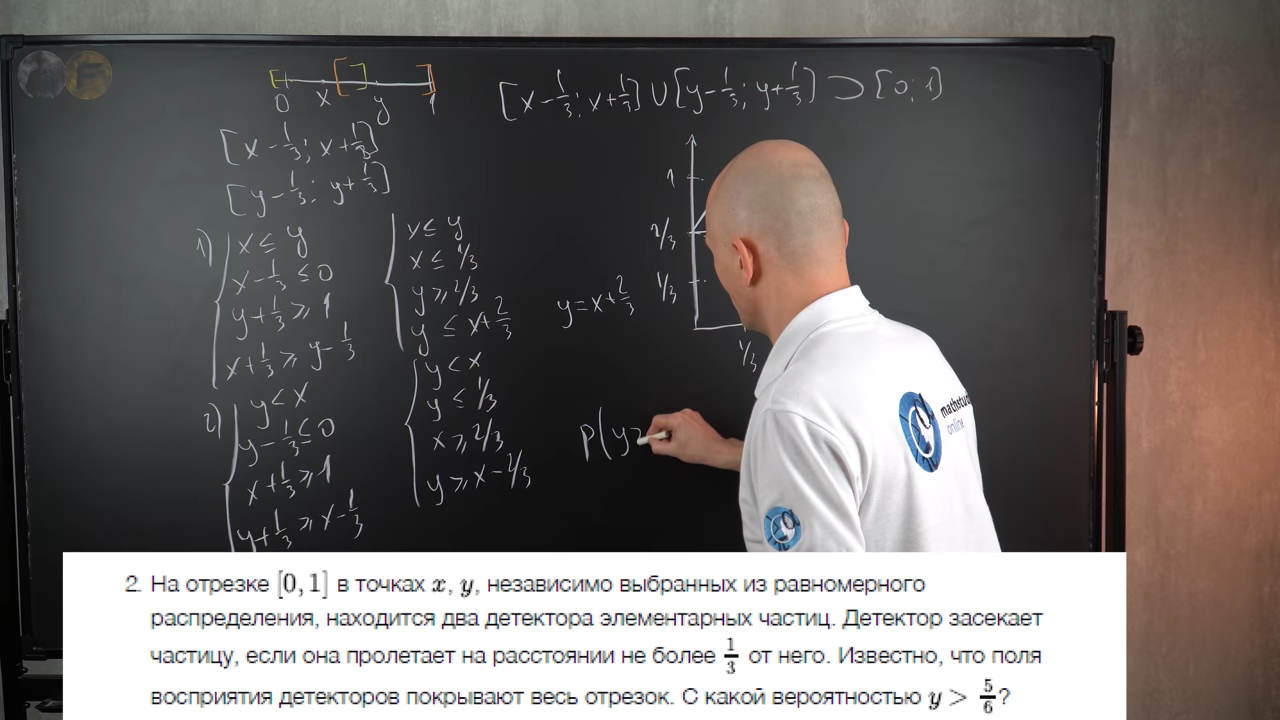 0 x y 1
[x-1/3; x+1/3] ∪ [y-1/3; y+1/3] ⊃ [0; 1]
[x-1/3; x+1/3]
[y-1/3; y+1/3]
1) x ≤ y
x-1/3 ≤ 0
y+1/3 ≥ 1
x+1/3 ≥ y-1/3
x ≤ y
x ≤ 1/3
y ≥ 2/3
y ≤ x+2/3
2) y < x
y-1/3 ≤ 0
x+1/3 ≥ 1
y+1/3 ≥ x-1/3
y < x
y ≤ 1/3
x ≥ 2/3
y ≥ x-2/3
1
2/3
1/3
1/3
y=x+2/3
P(y
mathstudy
online
2. На отрезке [0, 1] в точках x, y, независимо выбранных из равномерного
распределения, находится два детектора элементарных частиц. Детектор засекает
частицу, если она пролетает на расстоянии не более 1/3 от него. Известно, что поля
восприятия детекторов покрывают весь отрезок. С какой вероятностью y > 5/6?